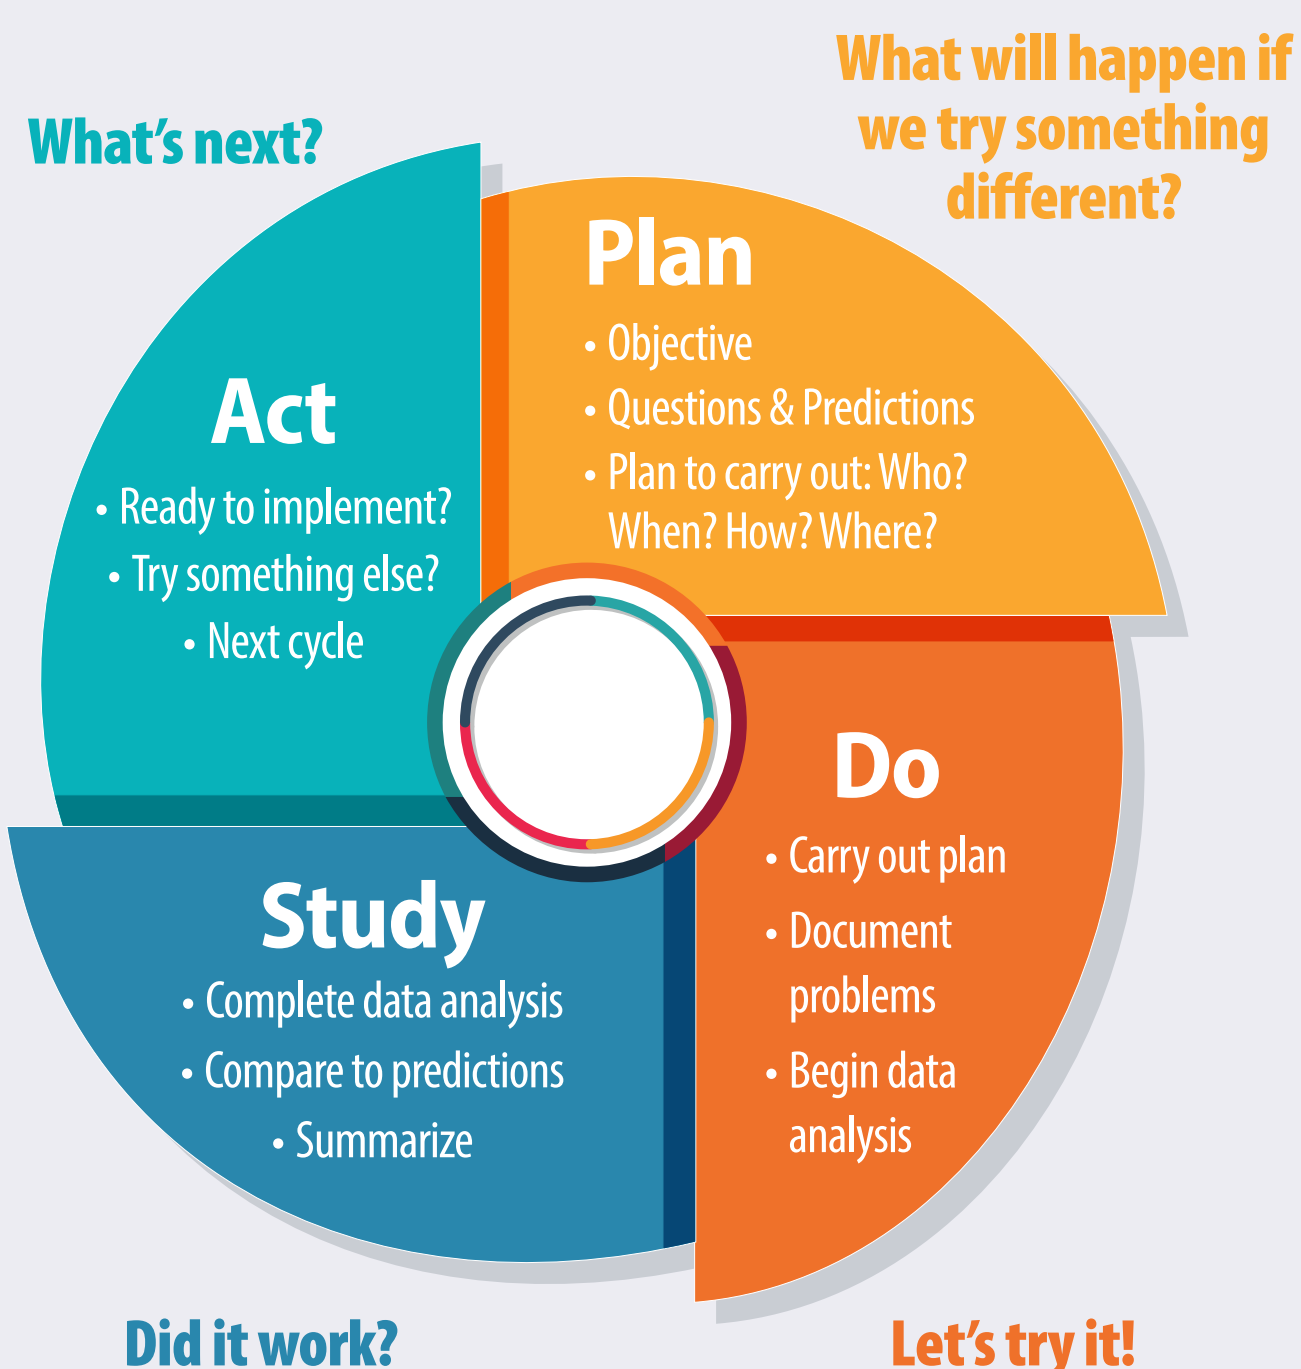 What will happen if
we try something
different?
What's next?
Plan
• Objective
• Questions & Predictions
• Plan to carry out: Who?
When? How? Where?
Act
• Ready to implement?
• Try something else?
• Next cycle
Do
• Carry out plan
• Document
problems
• Begin data
analysis
Study
• Complete data analysis
• Compare to predictions
• Summarize
Did it work?
Let's try it!